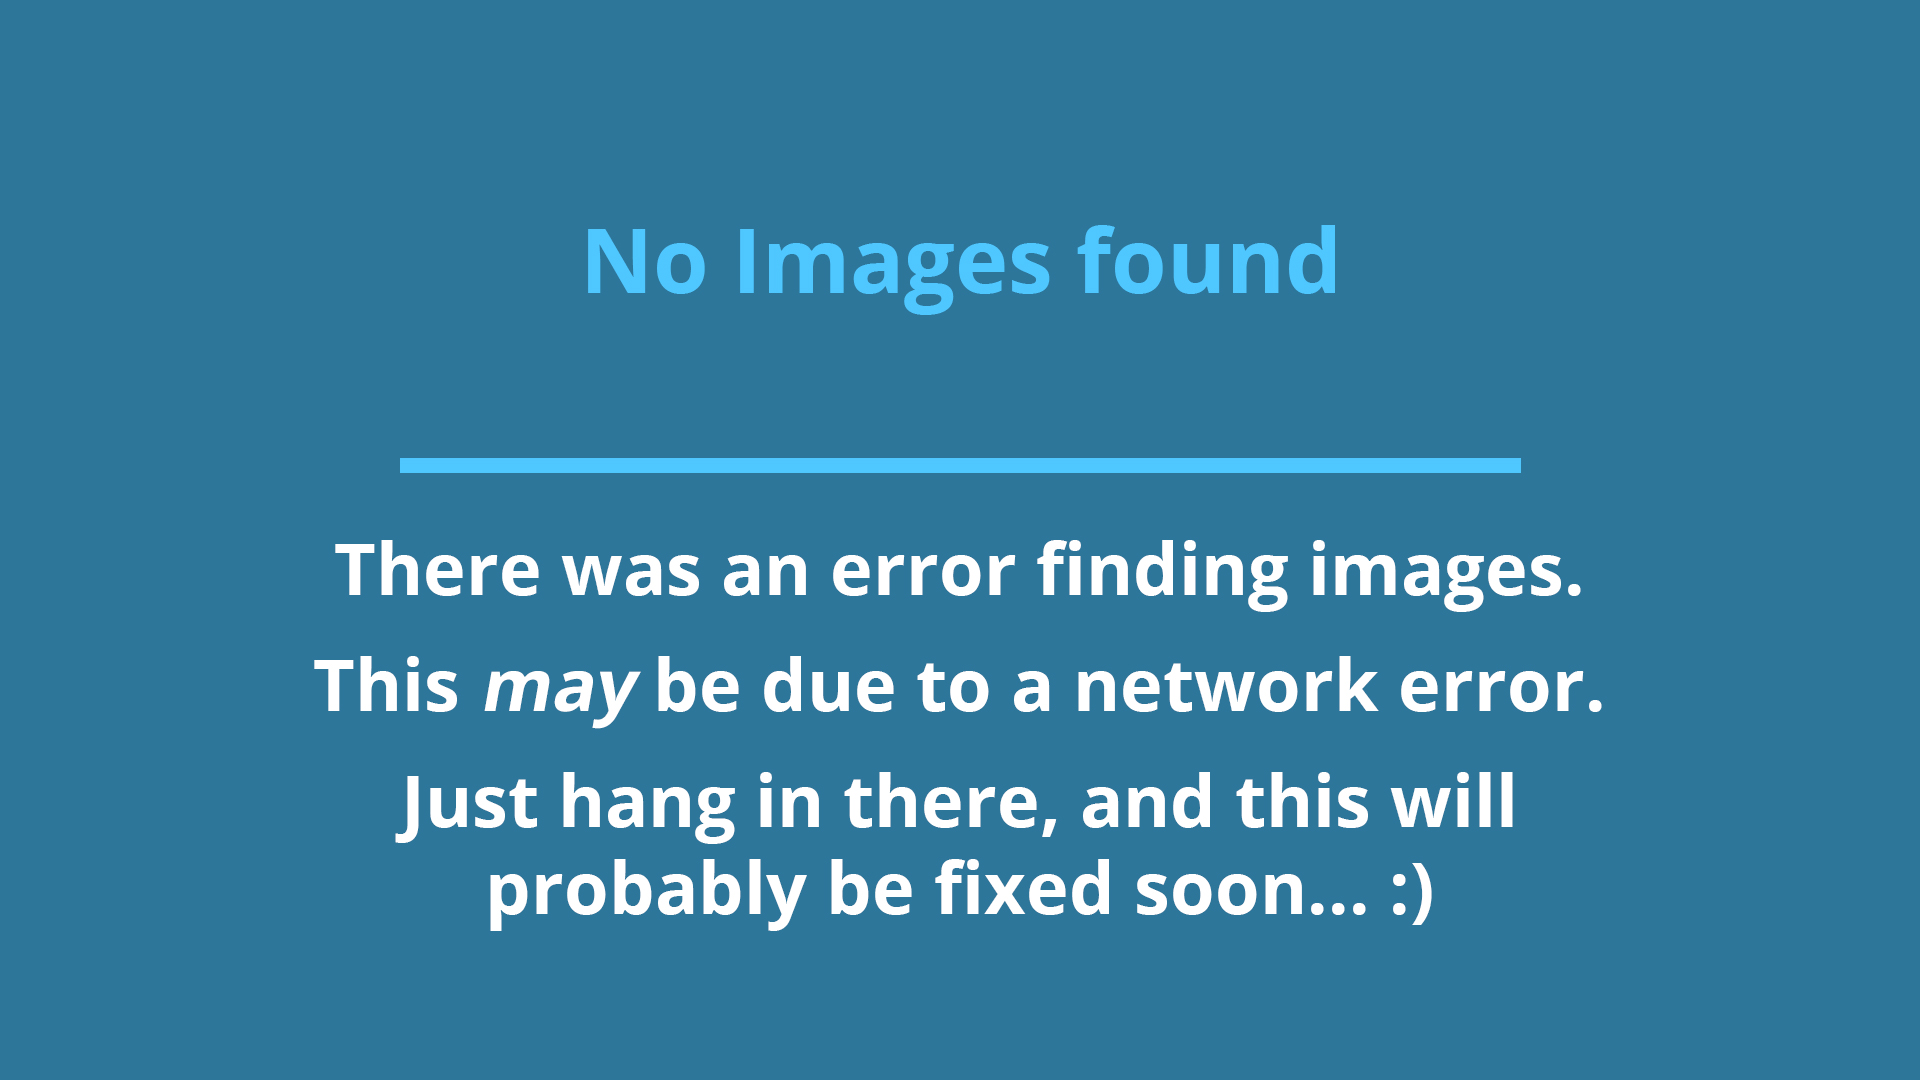 No Images found
There was an error finding images.
This may be due to a network error.
Just hang in there, and this will
probably be fixed soon... :)